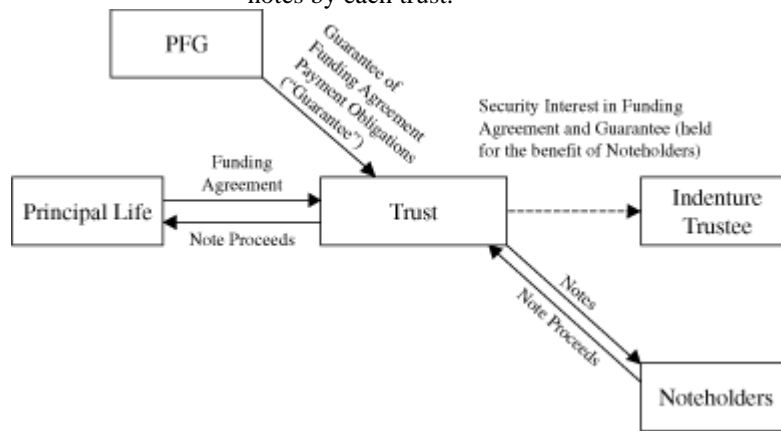 notes by each trust.
PFG
Guarantee of
Funding Agreement
Payment Obligations
("Guarantee")
Security Interest in Funding
Agreement and Guarantee (held
for the benefit of Noteholders)
Funding
Agreement
Principal Life
Trust
Indenture
Trustee
Note Proceeds
Notes
Note Proceeds
Noteholders